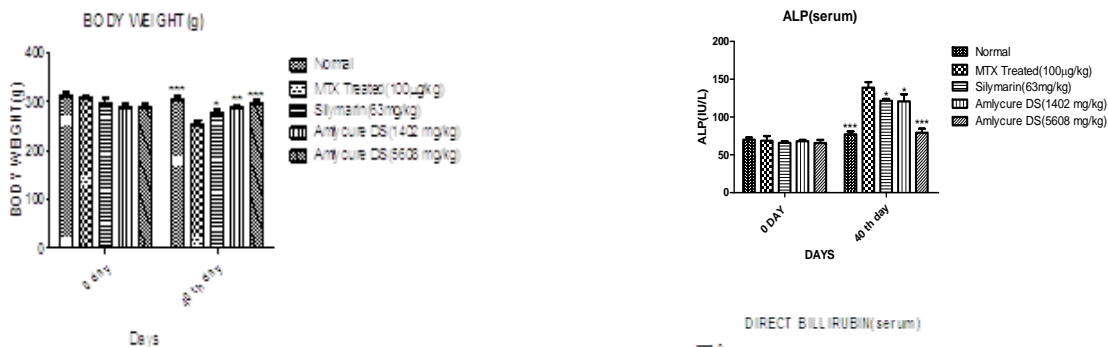 BODY WEIGHT(g)
BODY WEIGHT(g)
400
300
200
100
0
***
*
**
***
0 day
40 th day
Days
Normal
MTX Treated(100µg/kg)
Silymarin(63mg/kg)
Amlycure DS(1402 mg/kg)
Amlycure DS(5608 mg/kg)
ALP(serum)
ALP(IU/L)
200
150
100
50
0
***
*
*
***
0 DAY
40 th day
DAYS
Normal
MTX Treated(100µg/kg)
Silymarin(63mg/kg)
Amlycure DS(1402 mg/kg)
Amlycure DS(5608 mg/kg)
DIRECT BILLIRUBIN(serum)